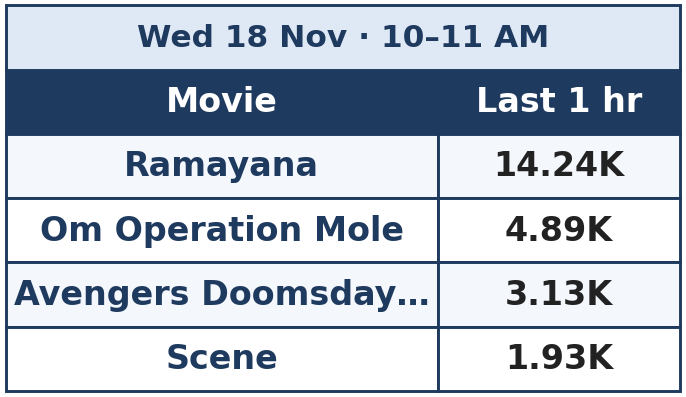 Wed 18 Nov · 10–11 AM
Movie Last 1 hr
Ramayana 14.24K
Om Operation Mole 4.89K
Avengers Doomsday... 3.13K
Scene 1.93K